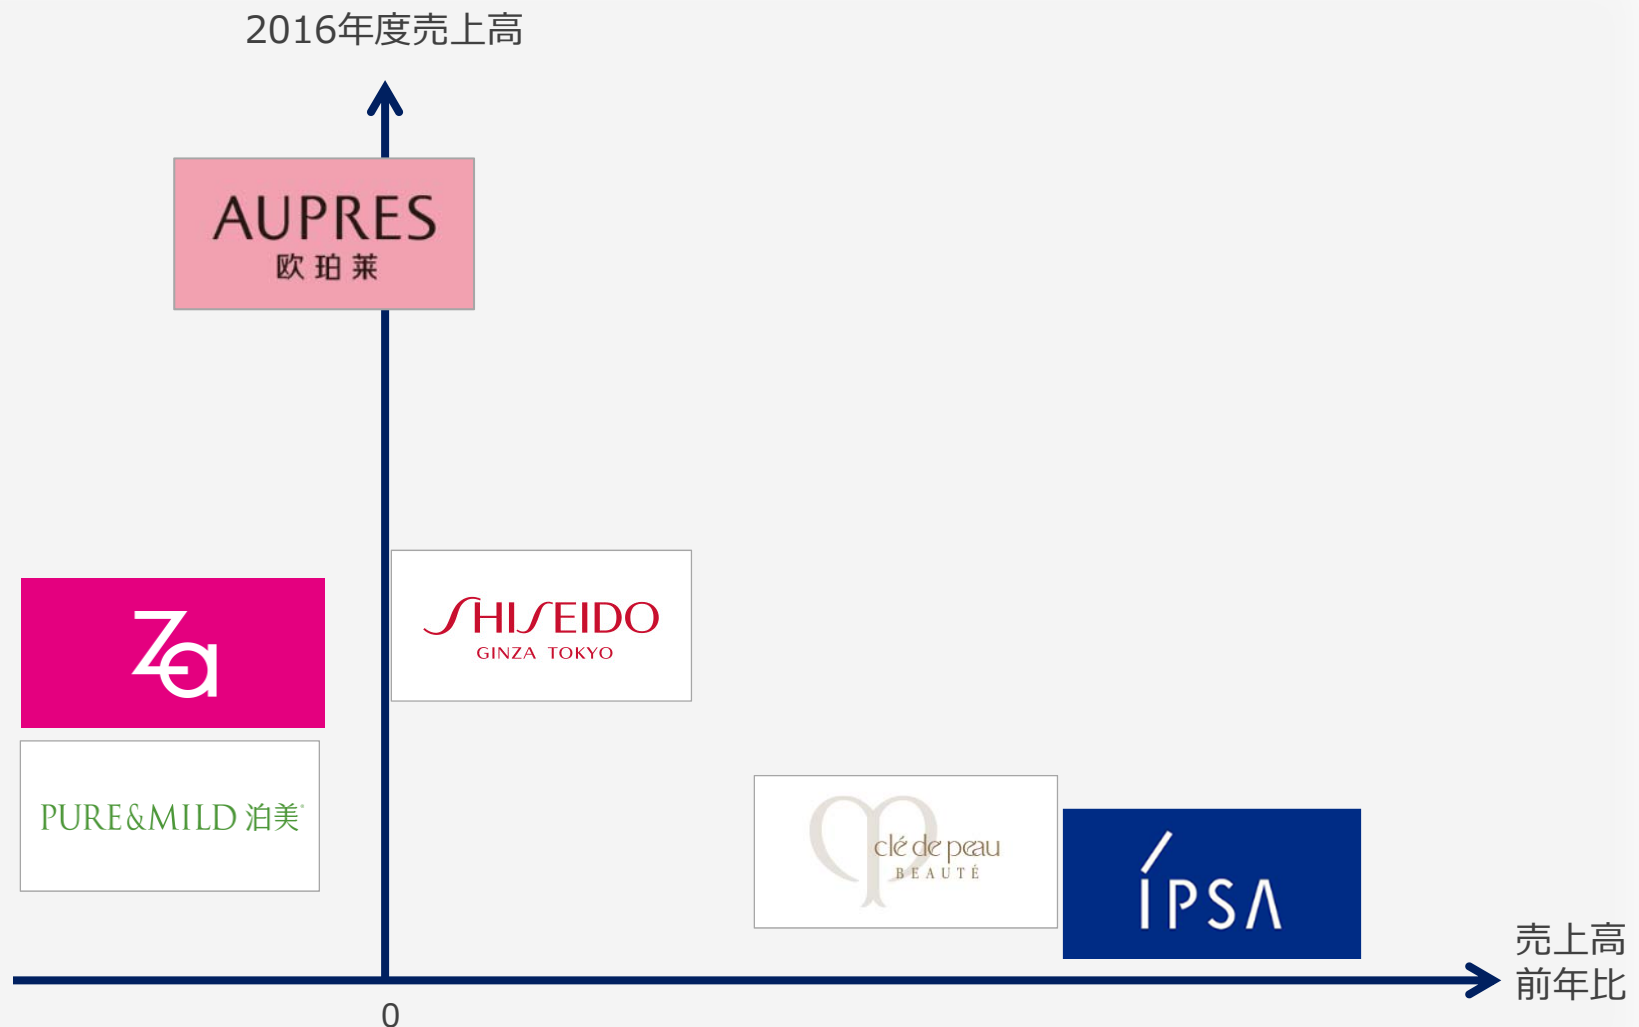 2016年度売上高
AUPRES
欧珀莱
Za
SHISEIDO
GINZA TOKYO
PURE&MILD 泊美
clé de peau
BEAUTÉ
IPSA
売上高
前年比
0